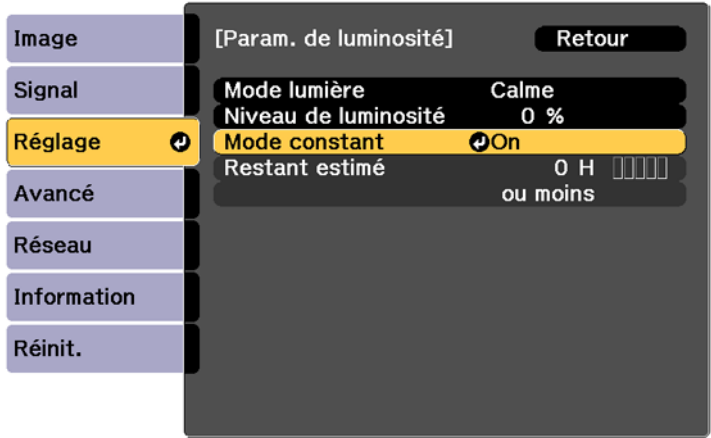 Image
Signal
Réglage
Avancé
Réseau
Information
Réinit.
[Param. de luminosité] Retour
Mode lumière Calme
Niveau de luminosité 0 %
Mode constant On
Restant estimé 0 H
ou moins